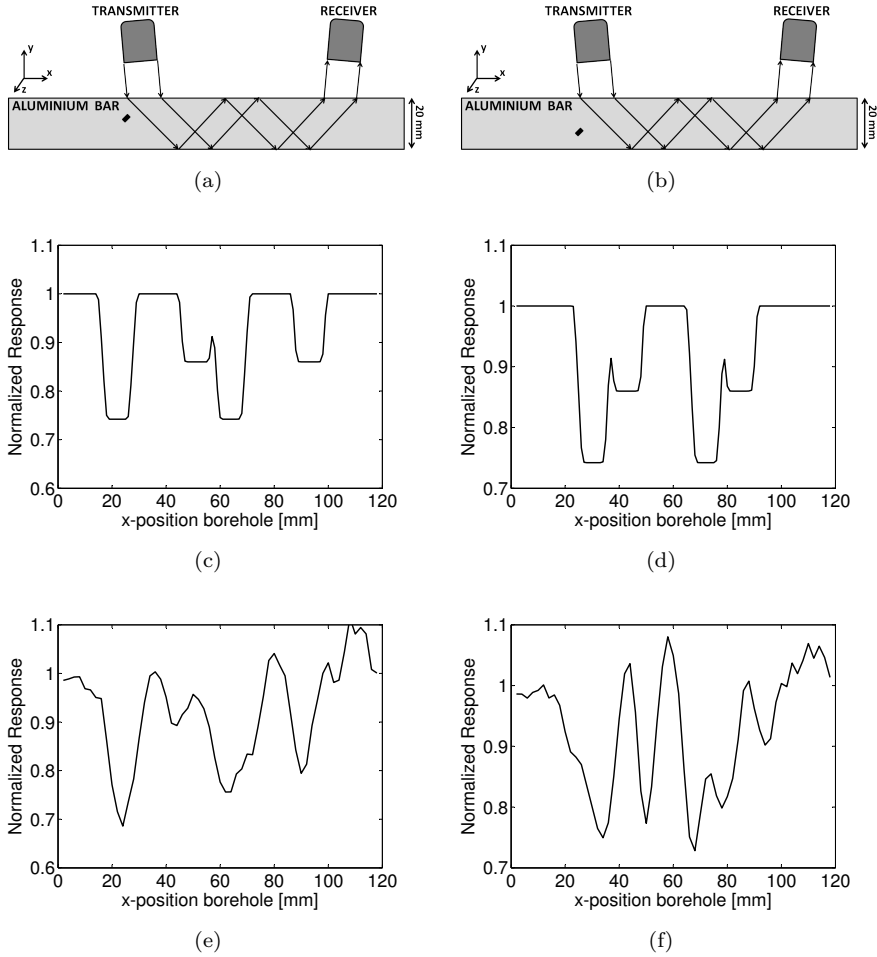 TRANSMITTER RECEIVER TRANSMITTER RECEIVER
y y
x x
z z
ALUMINIUM BAR ALUMINIUM BAR
20 mm 20 mm
(a) (b)
Normalized Response
1.1
1
0.9
0.8
0.7
0.6
0 20 40 60 80 100 120
x-position borehole [mm]
(c)
Normalized Response
1.1
1
0.9
0.8
0.7
0 20 40 60 80 100 120
x-position borehole [mm]
(d)
Normalized Response
1.1
1
0.9
0.8
0.7
0.6
0 20 40 60 80 100 120
x-position borehole [mm]
(e)
Normalized Response
1.1
1
0.9
0.8
0.7
0 20 40 60 80 100 120
x-position borehole [mm]
(f)